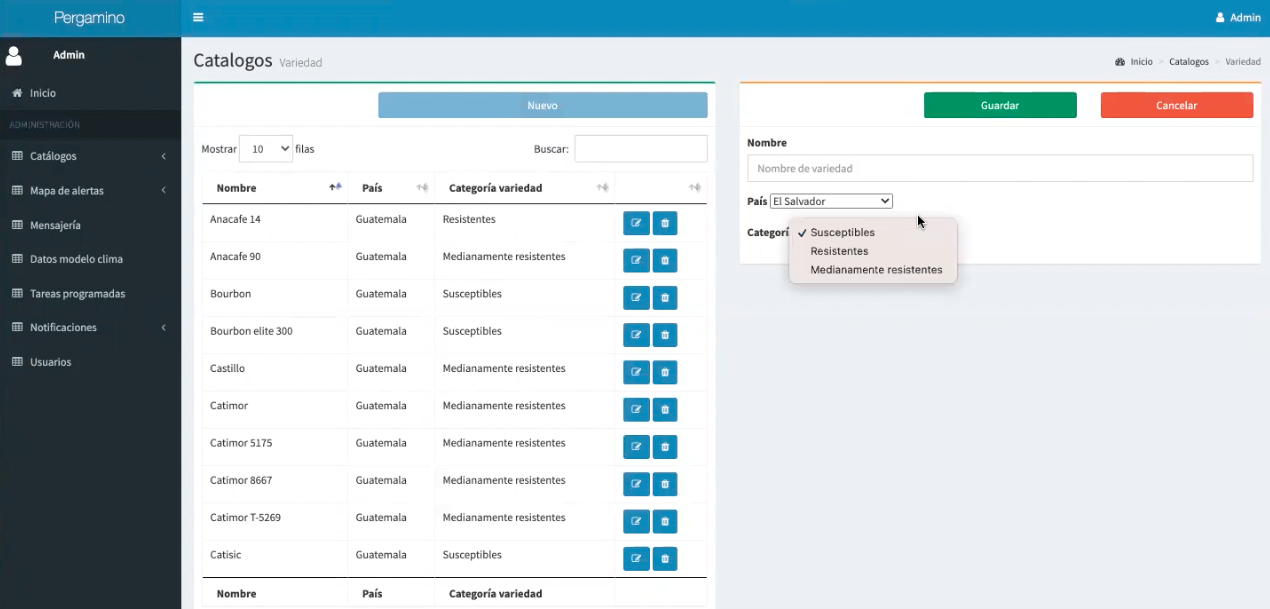 Pergamino
Admin
Admin
Inicio
ADMINISTRACIÓN
Catálogos
Mapa de alertas
Mensajería
Datos modelo clima
Tareas programadas
Notificaciones
Usuarios
Catalogos Variedad
Inicio > Catalogos > Variedad
Nuevo
Mostrar 10 filas
Buscar:
Nombre País Categoría variedad
Anacafe 14 Guatemala Resistentes
Anacafe 90 Guatemala Medianamente resistentes
Bourbon Guatemala Susceptibles
Bourbon elite 300 Guatemala Susceptibles
Castillo Guatemala Medianamente resistentes
Catimor Guatemala Medianamente resistentes
Catimor 5175 Guatemala Medianamente resistentes
Catimor 8667 Guatemala Medianamente resistentes
Catimor T-5269 Guatemala Medianamente resistentes
Catisic Guatemala Susceptibles
Nombre País Categoría variedad
Guardar Cancelar
Nombre
Nombre de variedad
País El Salvador
Categorí ✓ Susceptibles
Resistentes
Medianamente resistentes